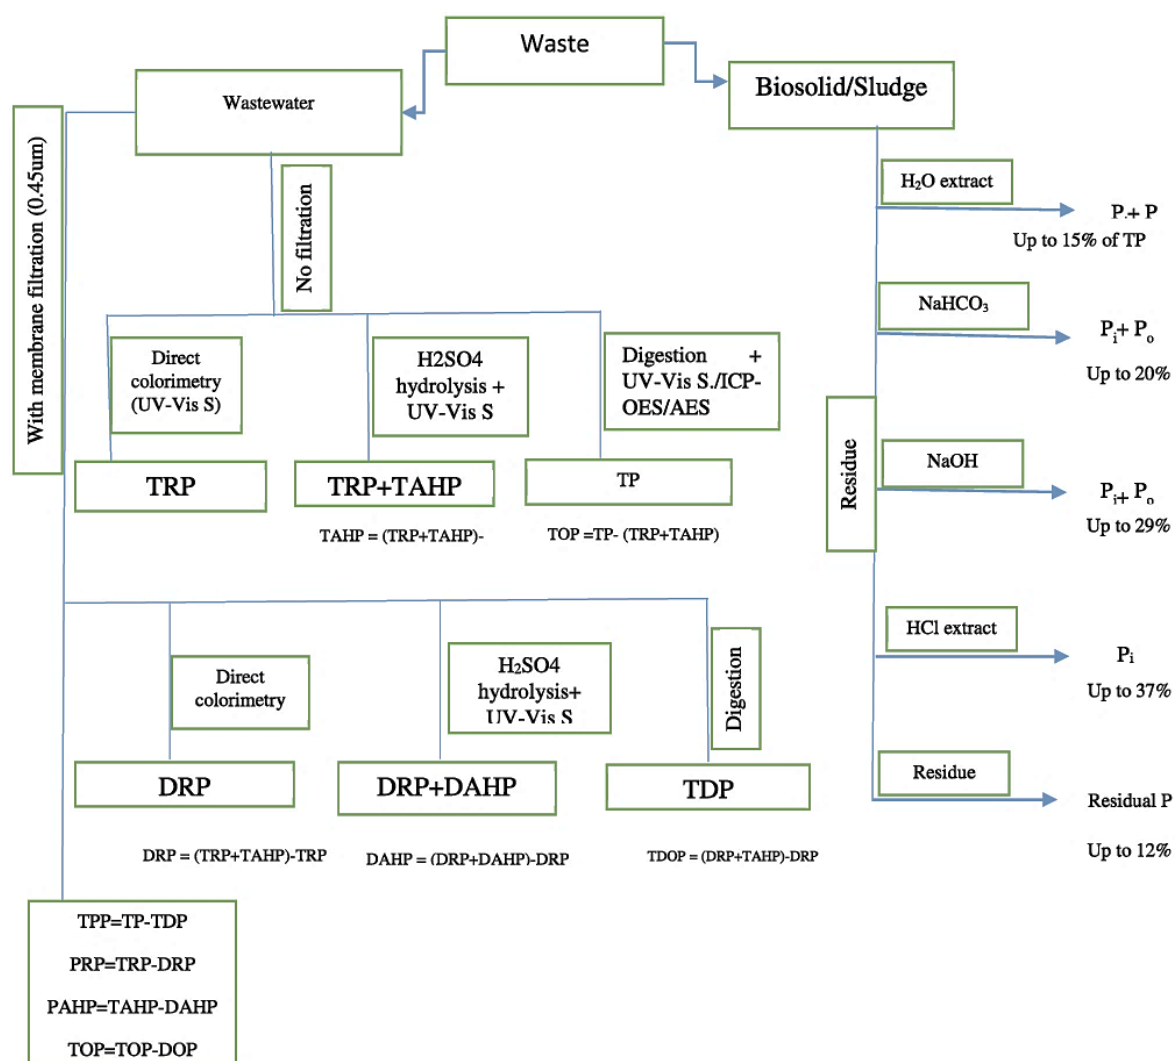 Waste
Wastewater
Biosolid/Sludge
With membrane filtration (0.45um)
No filtration
Direct
colorimetry
(UV-Vis S)
H2SO4
hydrolysis +
UV-Vis S
Digestion +
UV-Vis S./ICP-
OES/AES
TRP
TRP+TAHP
TP
TAHP = (TRP+TAHP)-
TOP =TP- (TRP+TAHP)
Direct
colorimetry
H₂SO4
hydrolysis+
UV-Vis S
Digestion
DRP
DRP+DAHP
TDP
DRP = (TRP+TAHP)-TRP
DAHP = (DRP+DAHP)-DRP
TDOP = (DRP+TAHP)-DRP
TPP=TP-TDP
PRP=TRP-DRP
PAHP=TAHP-DAHP
TOP=TOP-DOP
Residue
H₂O extract
P + P
Up to 15% of TP
NaHCO₃
Pᵢ+ Pₒ
Up to 20%
NaOH
Pᵢ+ Pₒ
Up to 29%
HCl extract
Pᵢ
Up to 37%
Residue
Residual P
Up to 12%